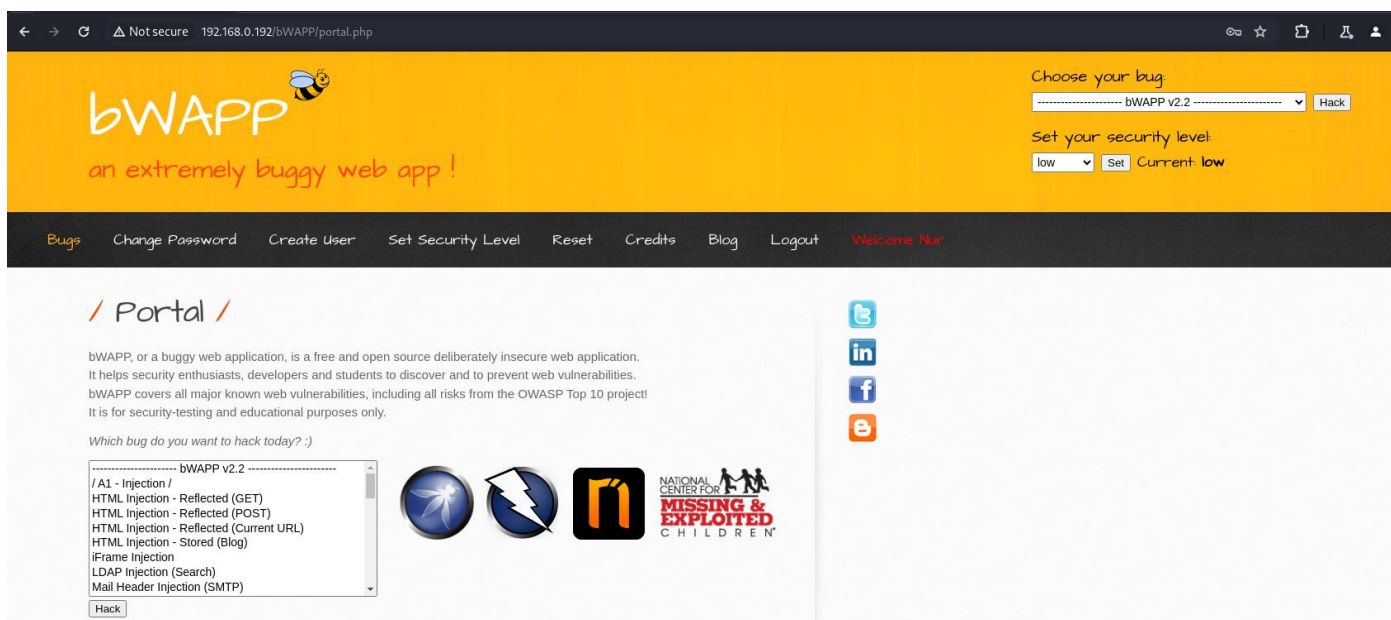 Not secure 192.168.0.192/bWAPP/portal.php
bWAPP
an extremely buggy web app !
Choose your bug:
---------------------- bWAPP v2.2 -----------------------
Hack
Set your security level:
low Set Current: low
Bugs Change Password Create User Set Security Level Reset Credits Blog Logout Welcome Nur
/ Portal /
bWAPP, or a buggy web application, is a free and open source deliberately insecure web application.
It helps security enthusiasts, developers and students to discover and to prevent web vulnerabilities.
bWAPP covers all major known web vulnerabilities, including all risks from the OWASP Top 10 project!
It is for security-testing and educational purposes only.
Which bug do you want to hack today? :)
---------------------- bWAPP v2.2 -----------------------
/ A1 - Injection /
HTML Injection - Reflected (GET)
HTML Injection - Reflected (POST)
HTML Injection - Reflected (Current URL)
HTML Injection - Stored (Blog)
iFrame Injection
LDAP Injection (Search)
Mail Header Injection (SMTP)
Hack
NATIONAL
CENTER FOR
MISSING &
EXPLOITED
CHILDREN